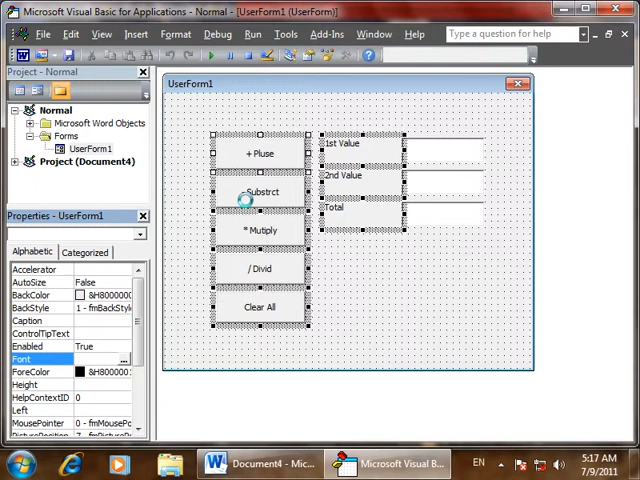 Microsoft Visual Basic for Applications - Normal - [UserForm1 (UserForm)]
File Edit View Insert Format Debug Run Tools Add-Ins Window Help Type a question for help
Project - Normal
Normal
Microsoft Word Objects
Forms
UserForm1
Project (Document4)
Properties - UserForm1
Alphabetic Categorized
Accelerator
AutoSize False
BackColor &H8000000
BackStyle 1 - fmBackStyle
Caption
ControlTipText
Enabled True
Font ...
ForeColor &H8000001
Height
HelpContextID 0
Left
MousePointer 0 - fmMousePo
UserForm1
+ Pluse
- Substrct
* Mutiply
/ Divid
Clear All
1st Value
2nd Value
Total
W Document4 - Mic...
Microsoft Visual B...
EN
5:17 AM
7/9/2011